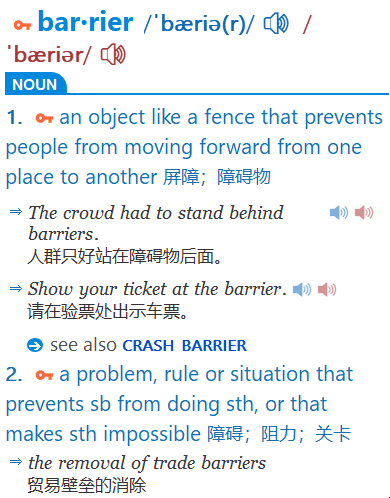 bar·rier /ˈbæriə(r)/ /
ˈbæriər/
NOUN
1. an object like a fence that prevents
people from moving forward from one
place to another 屏障；障碍物
⇒ The crowd had to stand behind
barriers.
人群只好站在障碍物后面。
⇒ Show your ticket at the barrier.
请在验票处出示车票。
see also CRASH BARRIER
2. a problem, rule or situation that
prevents sb from doing sth, or that
makes sth impossible 障碍；阻力；关卡
⇒ the removal of trade barriers
贸易壁垒的消除